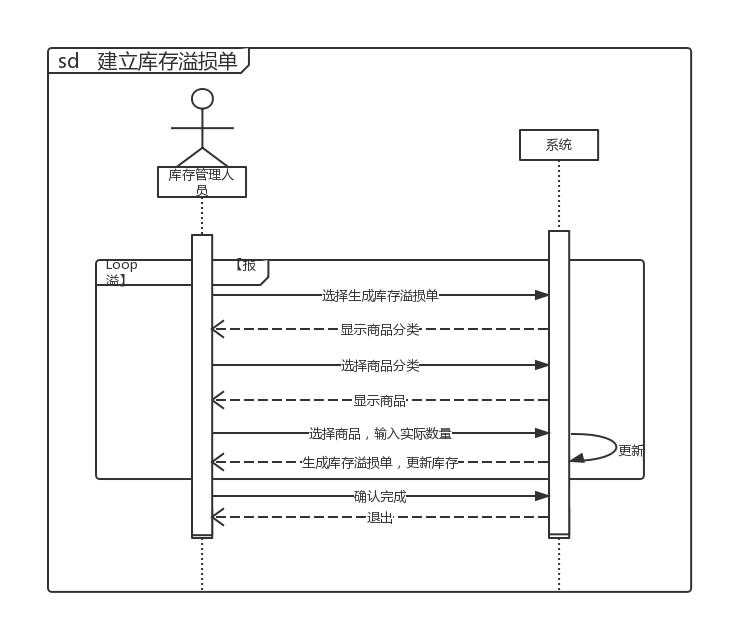 sd 建立库存溢损单
系统
库存管理人
员
Loop 【报
溢】
选择生成库存溢损单
显示商品分类
选择商品分类
显示商品
选择商品，输入实际数量
更新
生成库存溢损单，更新库存
确认完成
退出